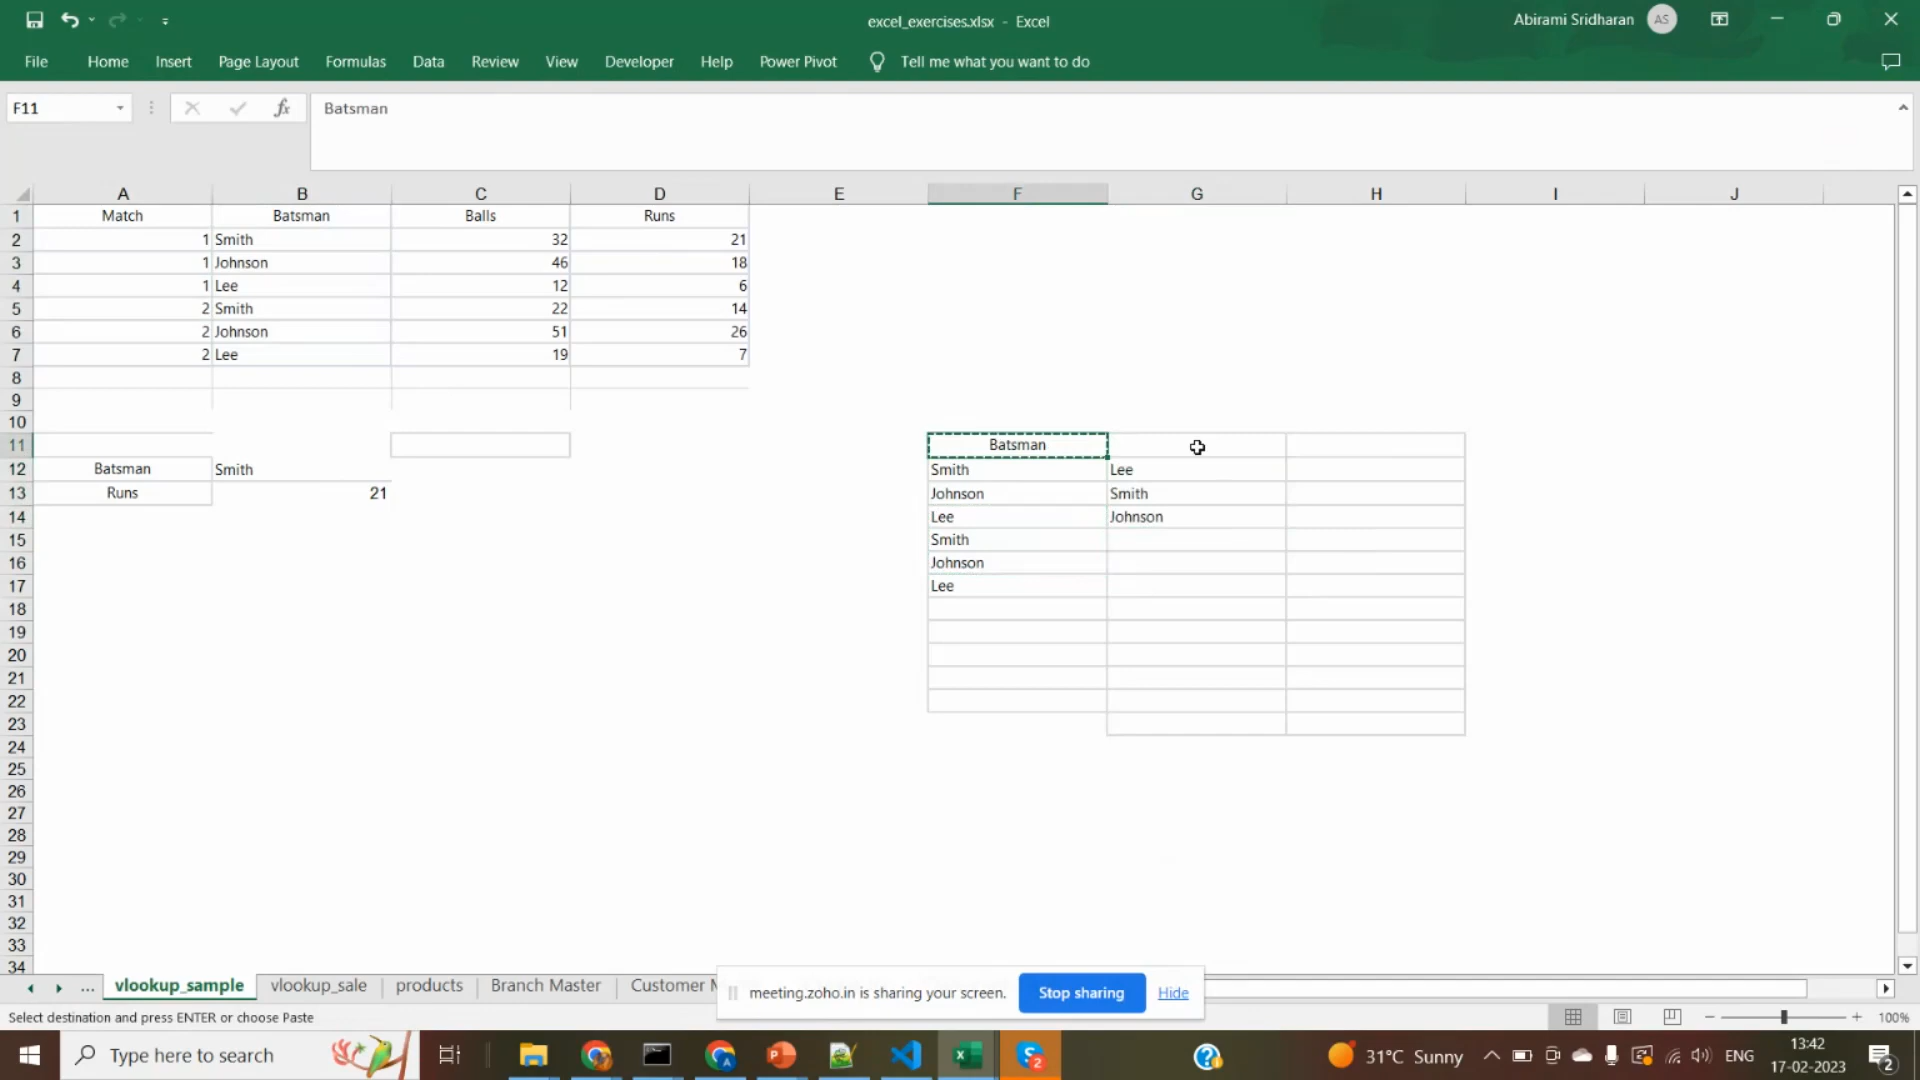 excel_exercises.xlsx - Excel
Abirami Sridharan AS
File Home Insert Page Layout Formulas Data Review View Developer Help Power Pivot Tell me what you want to do
F11 fx Batsman
A B C D E F G H I J
1 Match Batsman Balls Runs
2 1 Smith 32 21
3 1 Johnson 46 18
4 1 Lee 12 6
5 2 Smith 22 14
6 2 Johnson 51 26
7 2 Lee 19 7
8
9
10
11 Batsman
12 Batsman Smith Smith Lee
13 Runs 21 Johnson Smith
14 Lee Johnson
15 Smith
16 Johnson
17 Lee
18
19
20
21
22
23
24
25
26
27
28
29
30
31
32
33
34
... vlookup_sample vlookup_sale products Branch Master Customer M
meeting.zoho.in is sharing your screen. Stop sharing Hide
Select destination and press ENTER or choose Paste
100%
Type here to search
31°C Sunny ENG 13:42
17-02-2023 2